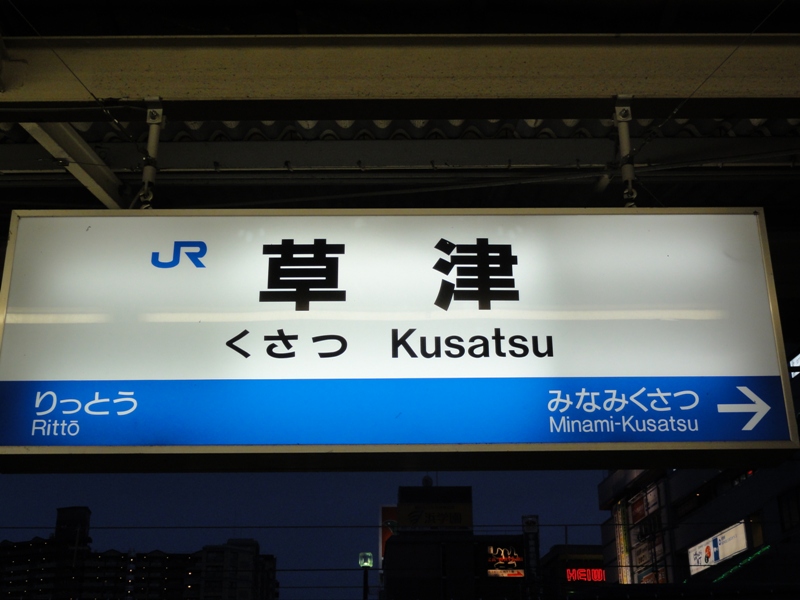 JR 草津
くさつ Kusatsu
りっとう
Rittō
みなみくさつ →
Minami-Kusatsu
HEIWA